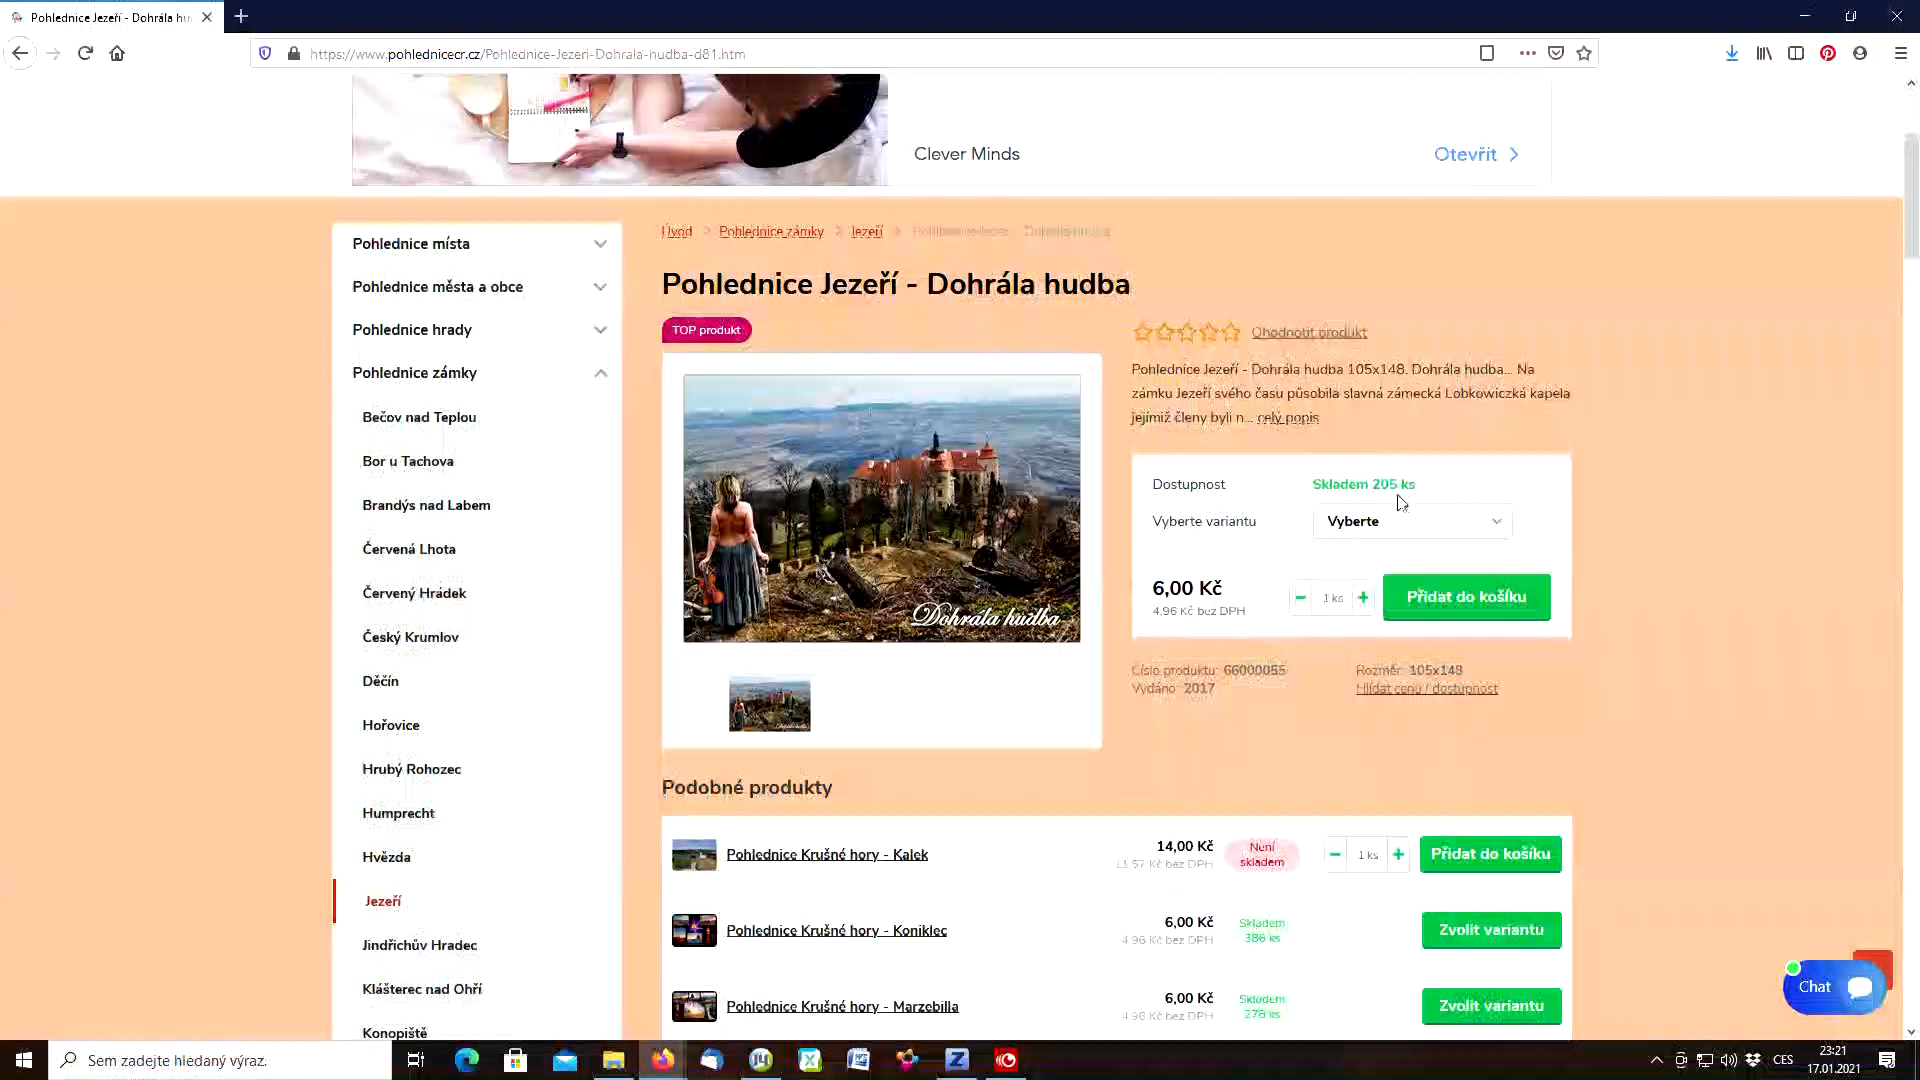 Pohlednice Jezeří - Dohrála hu
https://www.pohlednicecr.cz/Pohlednice-Jezeri-Dohrala-hudba-d81.htm
Clever Minds
Otevřít
Pohlednice místa
Pohlednice města a obce
Pohlednice hrady
Pohlednice zámky
Bečov nad Teplou
Bor u Tachova
Brandýs nad Labem
Červená Lhota
Červený Hrádek
Český Krumlov
Děčín
Hořovice
Hrubý Rohozec
Humprecht
Hvězda
Jezeří
Jindřichův Hradec
Klášterec nad Ohří
Konopiště
Úvod > Pohlednice zámky > Jezeří >
Pohlednice Jezeří - Dohrála hudba
TOP produkt
Dohrála hudba
Ohodnotit produkt
Pohlednice Jezeří - Dohrála hudba 105x148. Dohrála hudba... Na
zámku Jezeří svého času působila slavná zámecká Lobkowiczká kapela
jejímiž členy byli n... celý popis
Dostupnost Skladem 205 ks
Vyberte variantu Vyberte
6,00 Kč
4,96 Kč bez DPH
1 ks
Přidat do košíku
Číslo produktu: 66000055
Rozměr: 105x148
Vydáno: 2017
Hlídat cenu / dostupnost
Podobné produkty
Pohlednice Krušné hory - Kalek
14,00 Kč
11,57 Kč bez DPH
Není
skladem
1 ks
Přidat do košíku
Pohlednice Krušné hory - Koniklec
6,00 Kč
4,96 Kč bez DPH
Skladem
386 ks
Zvolit variantu
Pohlednice Krušné hory - Marzebilla
6,00 Kč
4,96 Kč bez DPH
Skladem
278 ks
Zvolit variantu
Chat
Sem zadejte hledaný výraz.
CES
23:21
17.01.2021